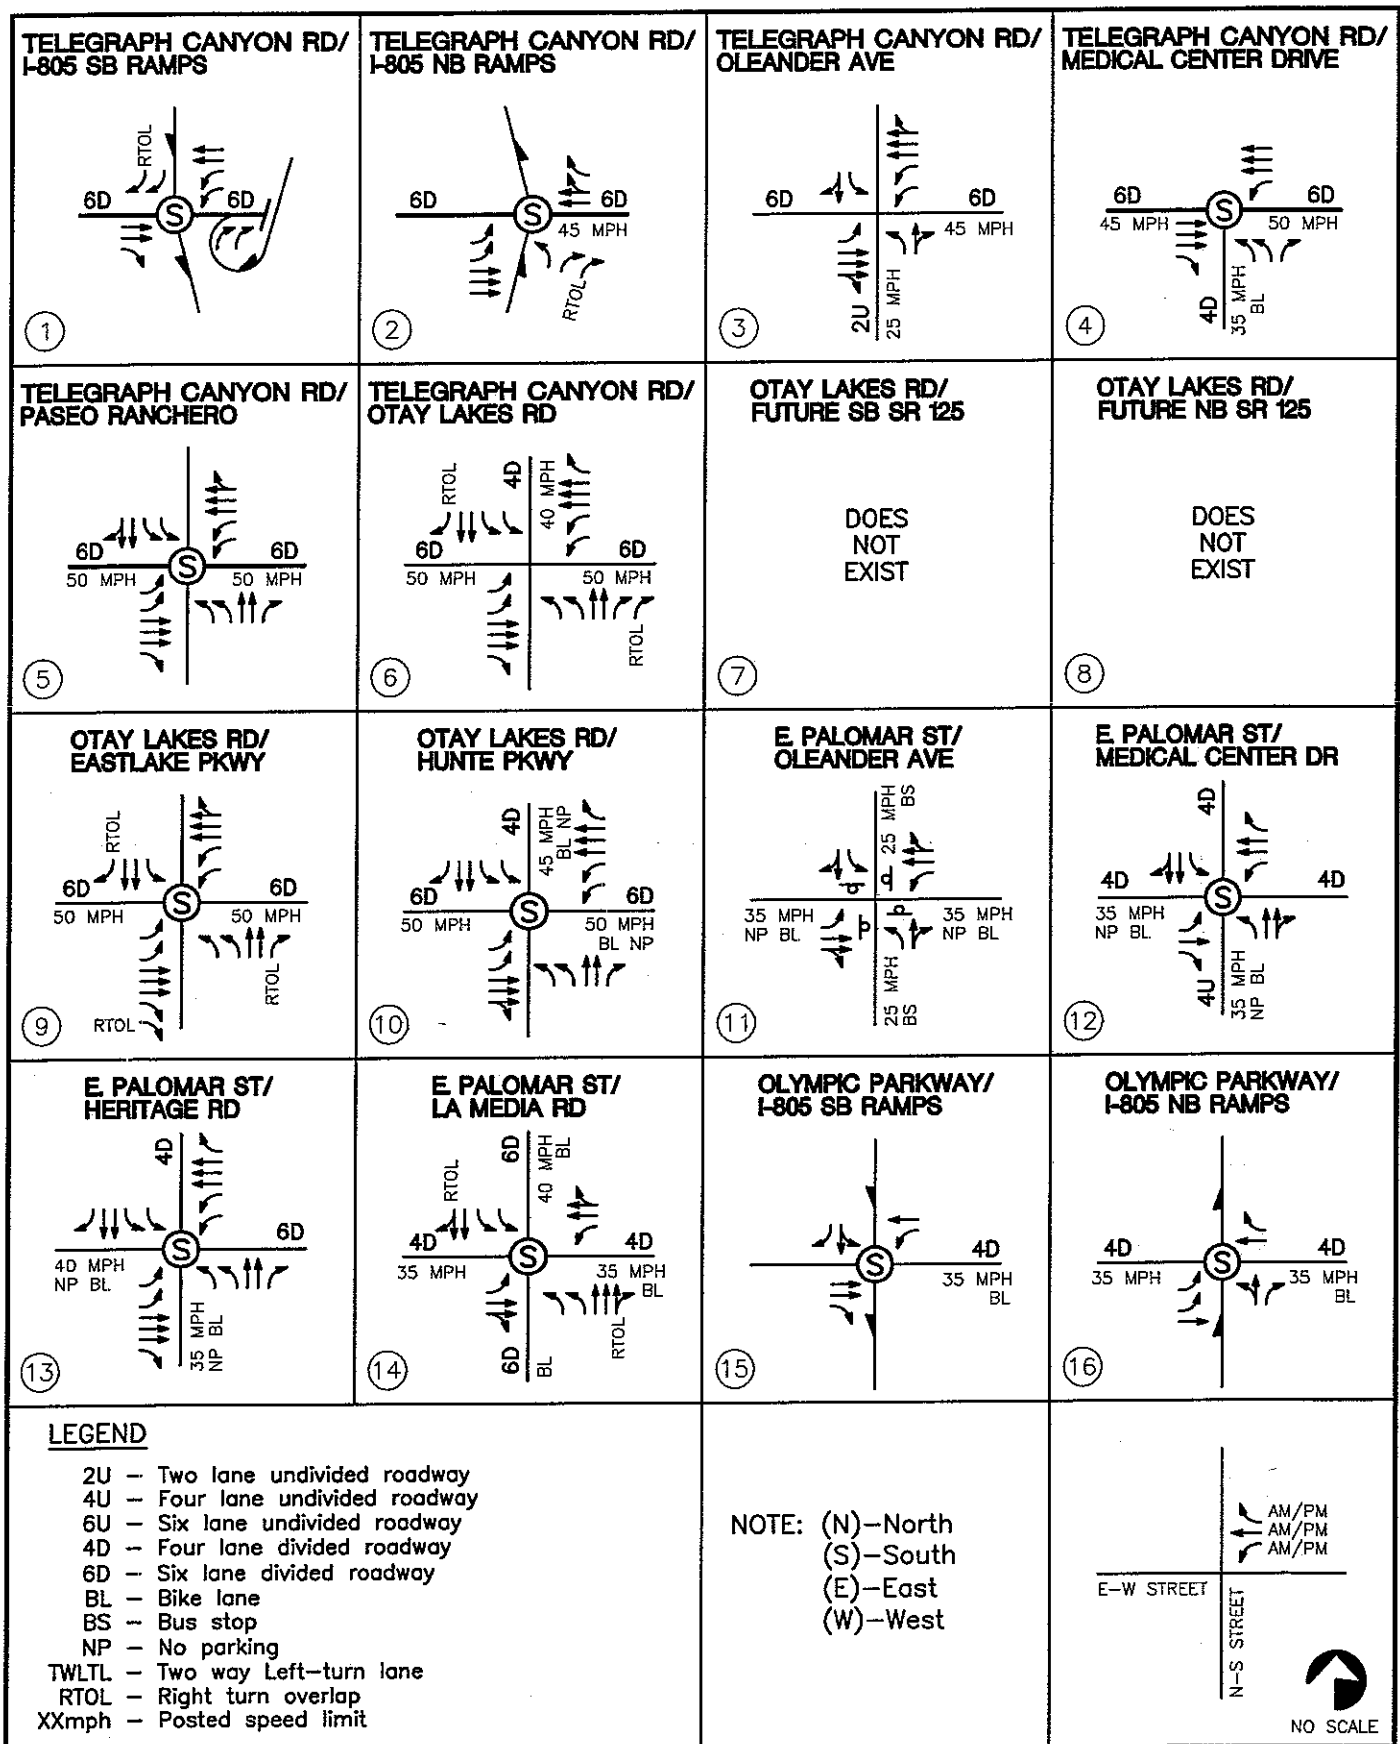 TELEGRAPH CANYON RD/
I-805 SB RAMPS
RTOL
6D
6D
S
1
TELEGRAPH CANYON RD/
I-805 NB RAMPS
6D
6D
S
45 MPH
RTOL
2
TELEGRAPH CANYON RD/
OLEANDER AVE
6D
6D
45 MPH
2U
25 MPH
3
TELEGRAPH CANYON RD/
MEDICAL CENTER DRIVE
6D
6D
45 MPH
S
50 MPH
4D
35 MPH
BL
4
TELEGRAPH CANYON RD/
PASEO RANCHERO
6D
6D
50 MPH
S
50 MPH
5
TELEGRAPH CANYON RD/
OTAY LAKES RD
RTOL
4D
40 MPH
6D
6D
50 MPH
50 MPH
RTOL
6
OTAY LAKES RD/
FUTURE SB SR 125
DOES
NOT
EXIST
7
OTAY LAKES RD/
FUTURE NB SR 125
DOES
NOT
EXIST
8
OTAY LAKES RD/
EASTLAKE PKWY
RTOL
6D
6D
50 MPH
S
50 MPH
RTOL
RTOL
9
OTAY LAKES RD/
HUNTE PKWY
4D
45 MPH
BL NP
6D
6D
50 MPH
S
50 MPH
BL NP
10
E. PALOMAR ST/
OLEANDER AVE
25 MPH
BS
35 MPH
NP BL
35 MPH
NP BL
25 MPH
BS
11
E. PALOMAR ST/
MEDICAL CENTER DR
4D
4D
4D
35 MPH
NP BL
S
4U
35 MPH
NP BL
12
E. PALOMAR ST/
HERITAGE RD
4D
6D
4D MPH
NP BL
S
35 MPH
NP BL
13
E. PALOMAR ST/
LA MEDIA RD
RTOL
6D
40 MPH
BL
4D
4D
35 MPH
S
35 MPH
BL
6D
BL
RTOL
14
OLYMPIC PARKWAY/
I-805 SB RAMPS
4D
S
35 MPH
BL
15
OLYMPIC PARKWAY/
I-805 NB RAMPS
4D
4D
35 MPH
S
35 MPH
BL
16
LEGEND
2U - Two lane undivided roadway
4U - Four lane undivided roadway
6U - Six lane undivided roadway
4D - Four lane divided roadway
6D - Six lane divided roadway
BL - Bike lane
BS - Bus stop
NP - No parking
TWLTL - Two way Left-turn lane
RTOL - Right turn overlap
XXmph - Posted speed limit
NOTE: (N)-North
(S)-South
(E)-East
(W)-West
AM/PM
AM/PM
AM/PM
E-W STREET
N-S STREET
NO SCALE